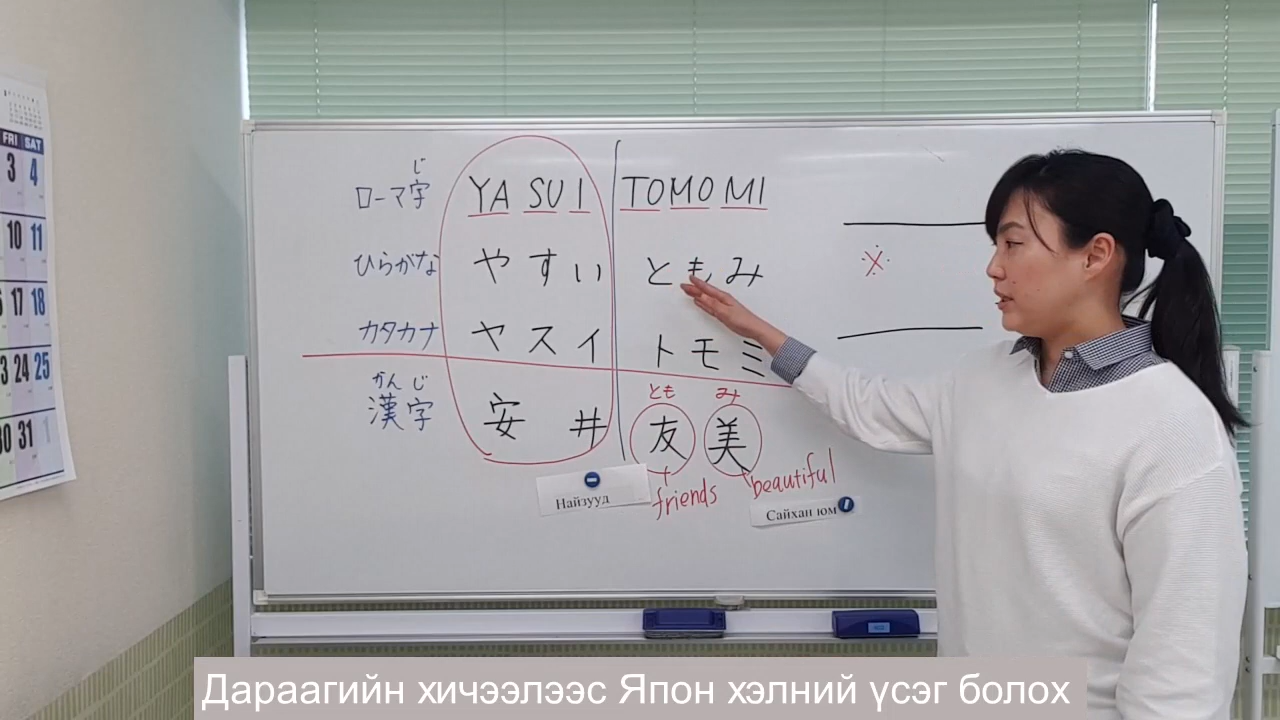 FRI SAT
3 4
10 11
17 18
24 25
30 31 1
じ
ローマ字 YA SU I TOMOMI
ひらがな やすい ともみ
※
カタカナ ヤスイ トモミ
かんじ とも み
漢字 安井 友美
friends beautiful
Найзууд
Сайхан юм
Дараагийн хичээлээс Япон хэлний үсэг болох